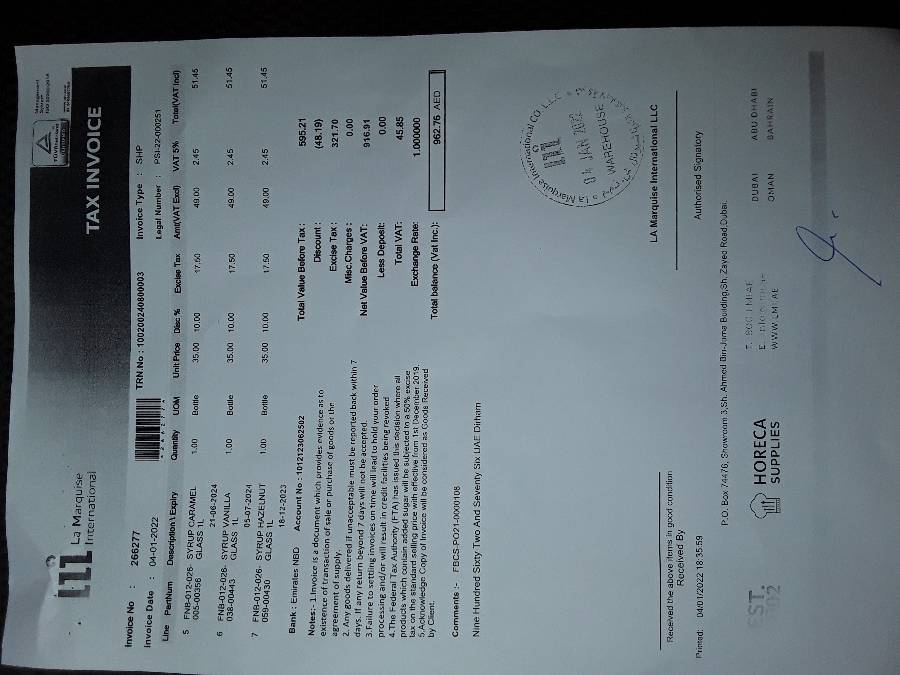 La Marquise
International
TAX INVOICE
Invoice No : 266277
TRN.No : 100200240800003
Invoice Type : SHP
Invoice Date : 04-01-2022
Legal Number : PSI-22-000251
Line PartNum Description \ Expiry Quantity UOM Unit Price Disc % Excise Tax Amt(VAT Excl) VAT 5% Total(VAT Incl)
5 FNB-012-026- SYRUP CARAMEL 1.00 Bottle 35.00 10.00 17.50 49.00 2.45 51.45
005-00356 GLASS 1L
21-06-2024
6 FNB-012-026- SYRUP VANILLA 1.00 Bottle 35.00 10.00 17.50 49.00 2.45 51.45
038-00443 GLASS 1L
05-07-2024
7 FNB-012-026- SYRUP HAZELNUT 1.00 Bottle 35.00 10.00 17.50 49.00 2.45 51.45
059-00430 GLASS 1L
18-12-2023
Bank : Emirates NBD Account No : 1012123062502
Notes:- 1.Invoice is a document which provides evidence as to
existence of transaction of sale or purchase of goods or the
agreement of supply.
2. Any goods delivered if unacceptable must be reported back within 7
days. If any return beyond 7 days will not be accepted.
3.Failure to settling invoices on time will lead to hold your order
processing and/or will result in credit facilities being revoked
4.The Federal Tax Authority (FTA) has issued this decision where all
products which contain added sugar will be subjected to a 50% excise
tax on the standard selling price with effective from 1st December 2019.
5.Acknowledge Copy of Invoice will be considered as Goods Received
by Client.
Total Value Before Tax : 595.21
Discount : (48.19)
Excise Tax : 321.70
Misc.Charges : 0.00
Net Value Before VAT: 916.91
Less Deposit: 0.00
Total VAT: 45.85
Exchange Rate: 1.000000
Total balance (Vat Inc.): 962.76 AED
Comments :- FBCS-PO21-0000108
Nine Hundred Sixty Two And Seventy Six UAE Dirham
La Marquise International CO. L.L.C
04 JAN 2022
WAREHOUSE
LA Marquise International LLC
Received the above items in good condition
Received By
Authorised Signatory
Printed: 04/01/2022 18:35:59
P.O. Box 74476, Showroom 3,Sh. Ahmed Bin-Juma Building,Sh. Zayed Road,Dubai.
EST.
HORECA
SUPPLIES
WWW.LMI.AE
DUBAI ABU DHABI
OMAN BAHRAIN